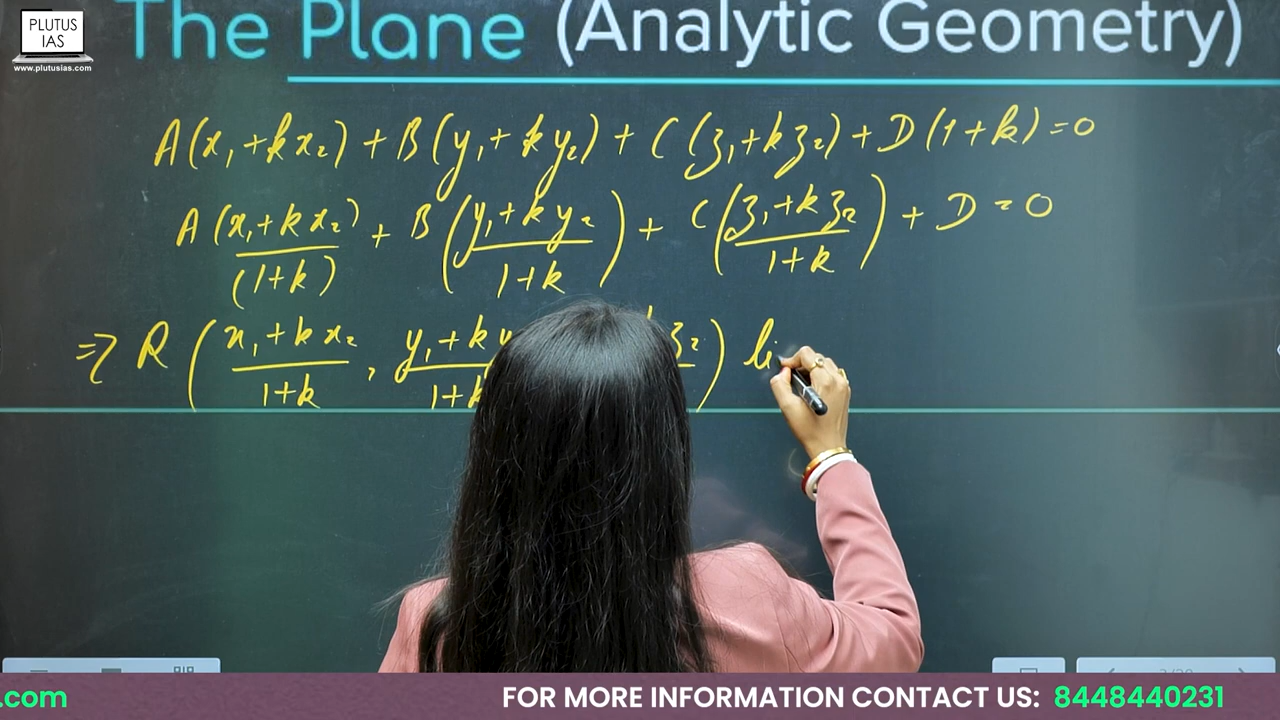 PLUTUS
IAS
www.plutusias.com
The Plane (Analytic Geometry)
A(x₁+kx₂)+B(y₁+ky₂)+C(z₁+kz₂)+D(1+k)=0
A(x₁+kx₂)/(1+k) + B(y₁+ky₂/1+k) + C(z₁+kz₂/1+k) + D=0
⇒ R(x₁+kx₂/1+k, y₁+k z₂) li
.com FOR MORE INFORMATION CONTACT US: 8448440231